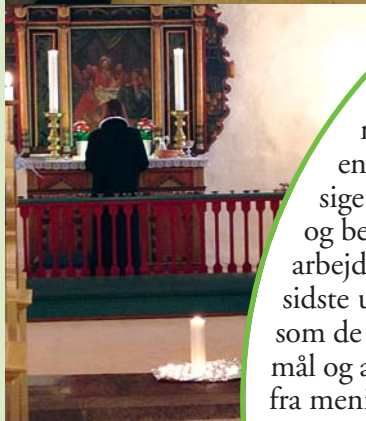 en
sige
og be
arbejd
sidste u
som de
mål og a
fra meni